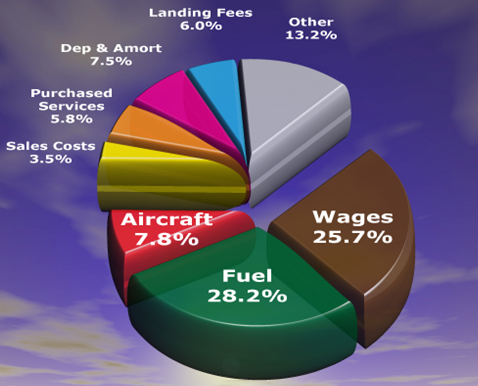 Landing Fees
6.0%
Other
13.2%
Dep & Amort
7.5%
Purchased
Services
5.8%
Sales Costs
3.5%
Aircraft
7.8%
Wages
25.7%
Fuel
28.2%